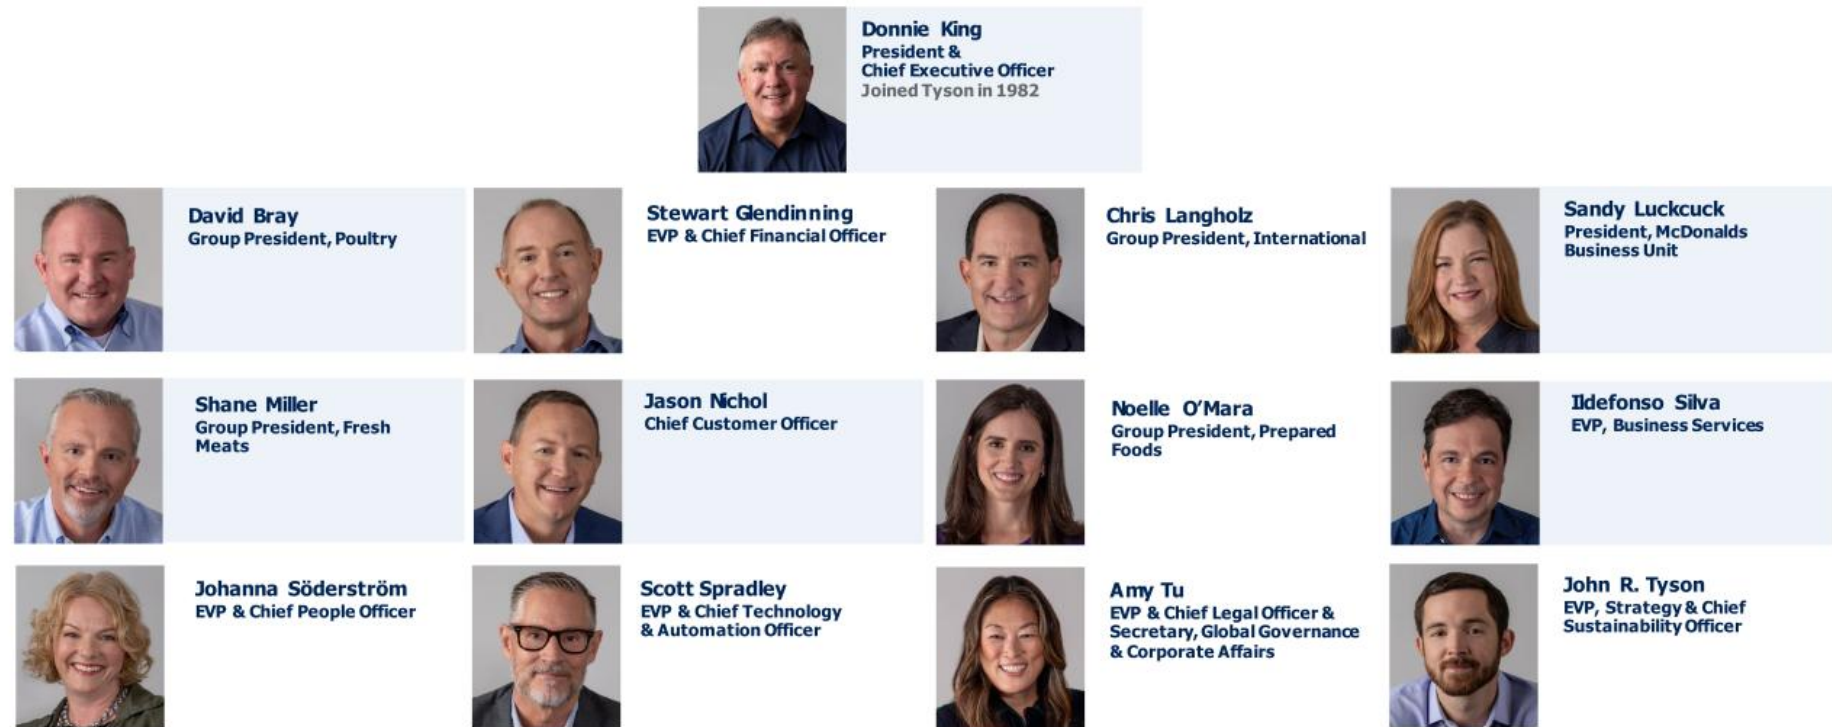 Donnie King
President &
Chief Executive Officer
Joined Tyson in 1982
David Bray
Group President, Poultry
Stewart Glendinning
EVP & Chief Financial Officer
Chris Langholz
Group President, International
Sandy Luckcuck
President, McDonalds
Business Unit
Shane Miller
Group President, Fresh
Meats
Jason Nichol
Chief Customer Officer
Noelle O’Mara
Group President, Prepared
Foods
Ildefonso Silva
EVP, Business Services
Johanna Söderström
EVP & Chief People Officer
Scott Spradley
EVP & Chief Technology
& Automation Officer
Amy Tu
EVP & Chief Legal Officer &
Secretary, Global Governance
& Corporate Affairs
John R. Tyson
EVP, Strategy & Chief
Sustainability Officer